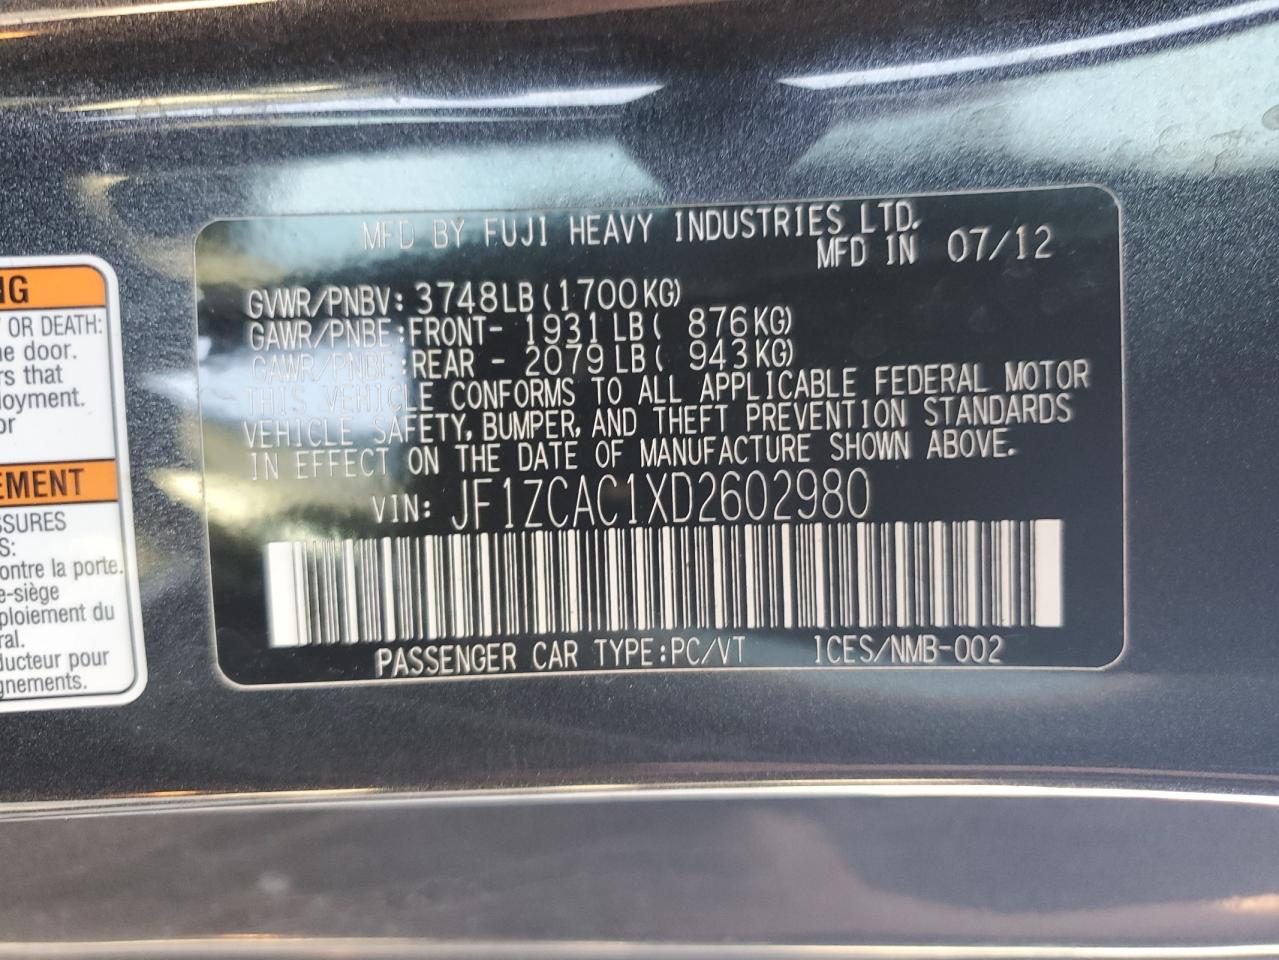 MFD BY FUJI HEAVY INDUSTRIES LTD.
MFD IN 07/12
GVWR/PNBV: 3748LB(1700KG)
GAWR/PNBE:FRONT- 1931LB( 876KG)
GAWR/PNBE:REAR - 2079LB( 943KG)
THIS VEHICLE CONFORMS TO ALL APPLICABLE FEDERAL MOTOR
VEHICLE SAFETY, BUMPER, AND THEFT PREVENTION STANDARDS
IN EFFECT ON THE DATE OF MANUFACTURE SHOWN ABOVE.
VIN: JF1ZCAC1XD2602980
PASSENGER CAR TYPE:PC/VT ICES/NMB-002
NG
Y OR DEATH:
he door.
rs that
loyment.
or
EMENT
SSURES
S:
ontre la porte.
e-siège
ploiement du
ral.
ducteur pour
gnements.